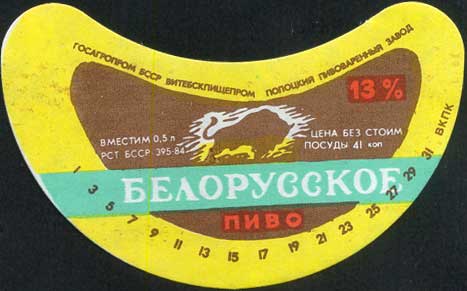 ГОСАГРОПРОМ БССР ВИТЕБСКПИЩЕПРОМ ПОЛОЦКИЙ ПИВОВАРЕННЫЙ ЗАВОД
13 %
ВМЕСТИМ 0,5 л
РСТ БССР 395-84
ЦЕНА БЕЗ СТОИМ
ПОСУДЫ 41 коп
БЕЛОРУССКОЕ
ПИВО
1 3 5 7 9 11 13 15 17 19 21 23 25 27 29 31 ВКПК